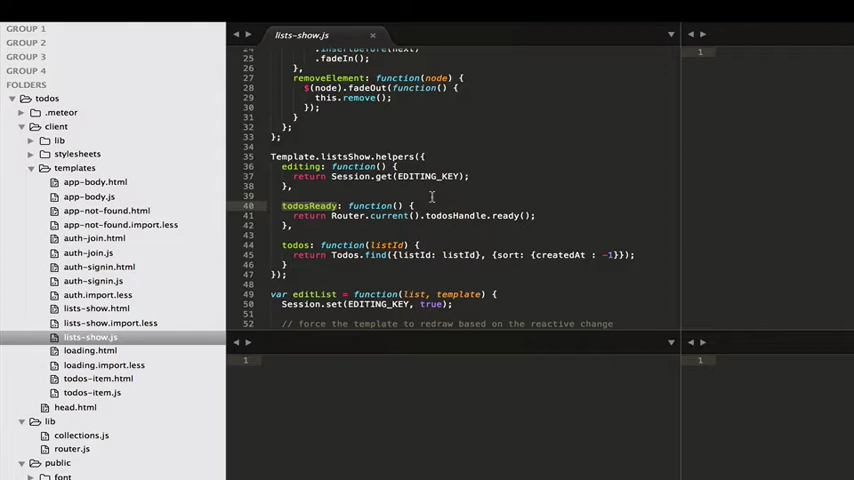 GROUP 1
GROUP 2
GROUP 3
GROUP 4
FOLDERS
todos
.meteor
client
lib
stylesheets
templates
app-body.html
app-body.js
app-not-found.html
app-not-found.import.less
auth-join.html
auth-join.js
auth-signin.html
auth-signin.js
auth.import.less
lists-show.html
lists-show.import.less
lists-show.js
loading.html
loading.import.less
todos-item.html
todos-item.js
head.html
lib
collections.js
router.js
public
font
lists-show.js ×
24 .insertBefore(next)
25 .fadeIn();
26 },
27 removeElement: function(node) {
28 $(node).fadeOut(function() {
29 this.remove();
30 });
31 }
32 };
33 };
34
35 Template.listsShow.helpers({
36 editing: function() {
37 return Session.get(EDITING_KEY);
38 },
39
40 todosReady: function() {
41 return Router.current().todosHandle.ready();
42 },
43
44 todos: function(listId) {
45 return Todos.find({listId: listId}, {sort: {createdAt : -1}});
46 }
47 });
48
49 var editList = function(list, template) {
50 Session.set(EDITING_KEY, true);
51
52 // force the template to redraw based on the reactive change
1
1
1